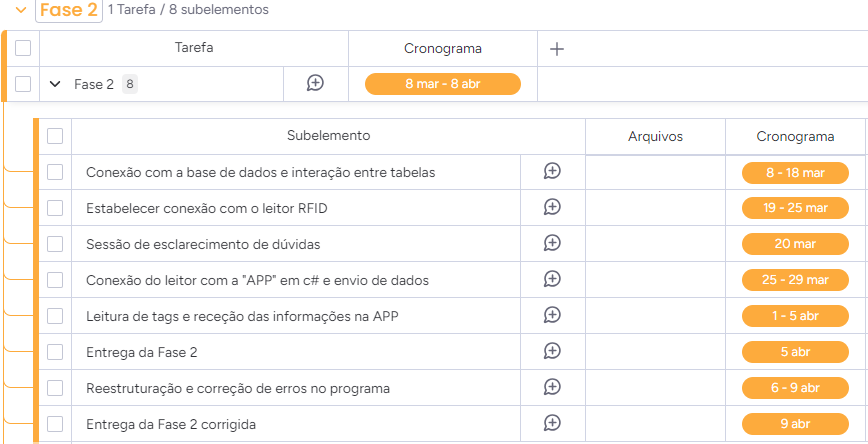 Fase 2 1 Tarefa / 8 subelementos
Tarefa Cronograma
Fase 2 8 8 mar - 8 abr
Subelemento Arquivos Cronograma
Conexão com a base de dados e interação entre tabelas 8 - 18 mar
Estabelecer conexão com o leitor RFID 19 - 25 mar
Sessão de esclarecimento de dúvidas 20 mar
Conexão do leitor com a "APP" em c# e envio de dados 25 - 29 mar
Leitura de tags e receção das informações na APP 1 - 5 abr
Entrega da Fase 2 5 abr
Reestruturação e correção de erros no programa 6 - 9 abr
Entrega da Fase 2 corrigida 9 abr